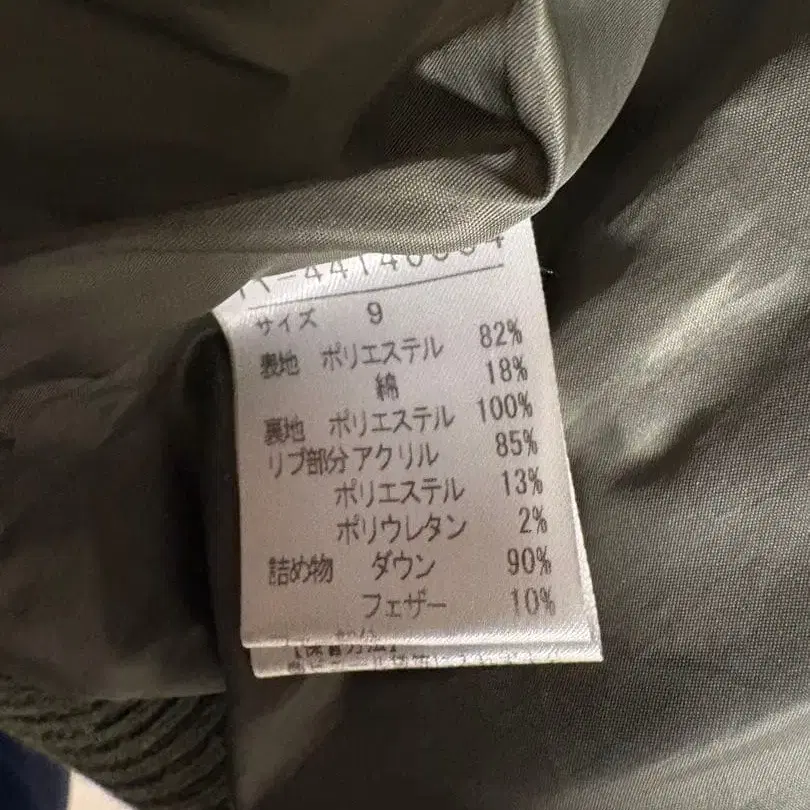 サイズ 9
表地 ポリエステル 82%
綿 18%
裏地 ポリエステル 100%
リブ部分 アクリル 85%
ポリエステル 13%
ポリウレタン 2%
詰め物 ダウン 90%
フェザー 10%